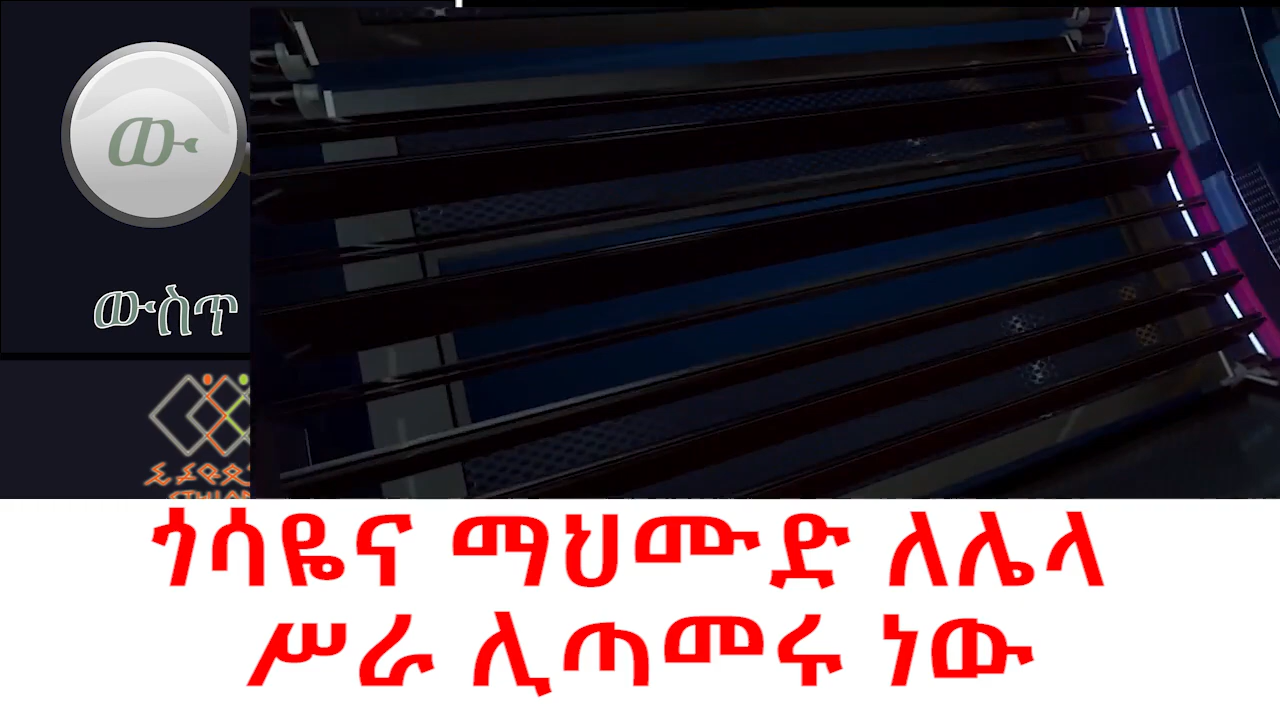 ው
ውስጥ
ጎሳዬና ማህሙድ ለሌላ
ሥራ ሊጣመሩ ነው